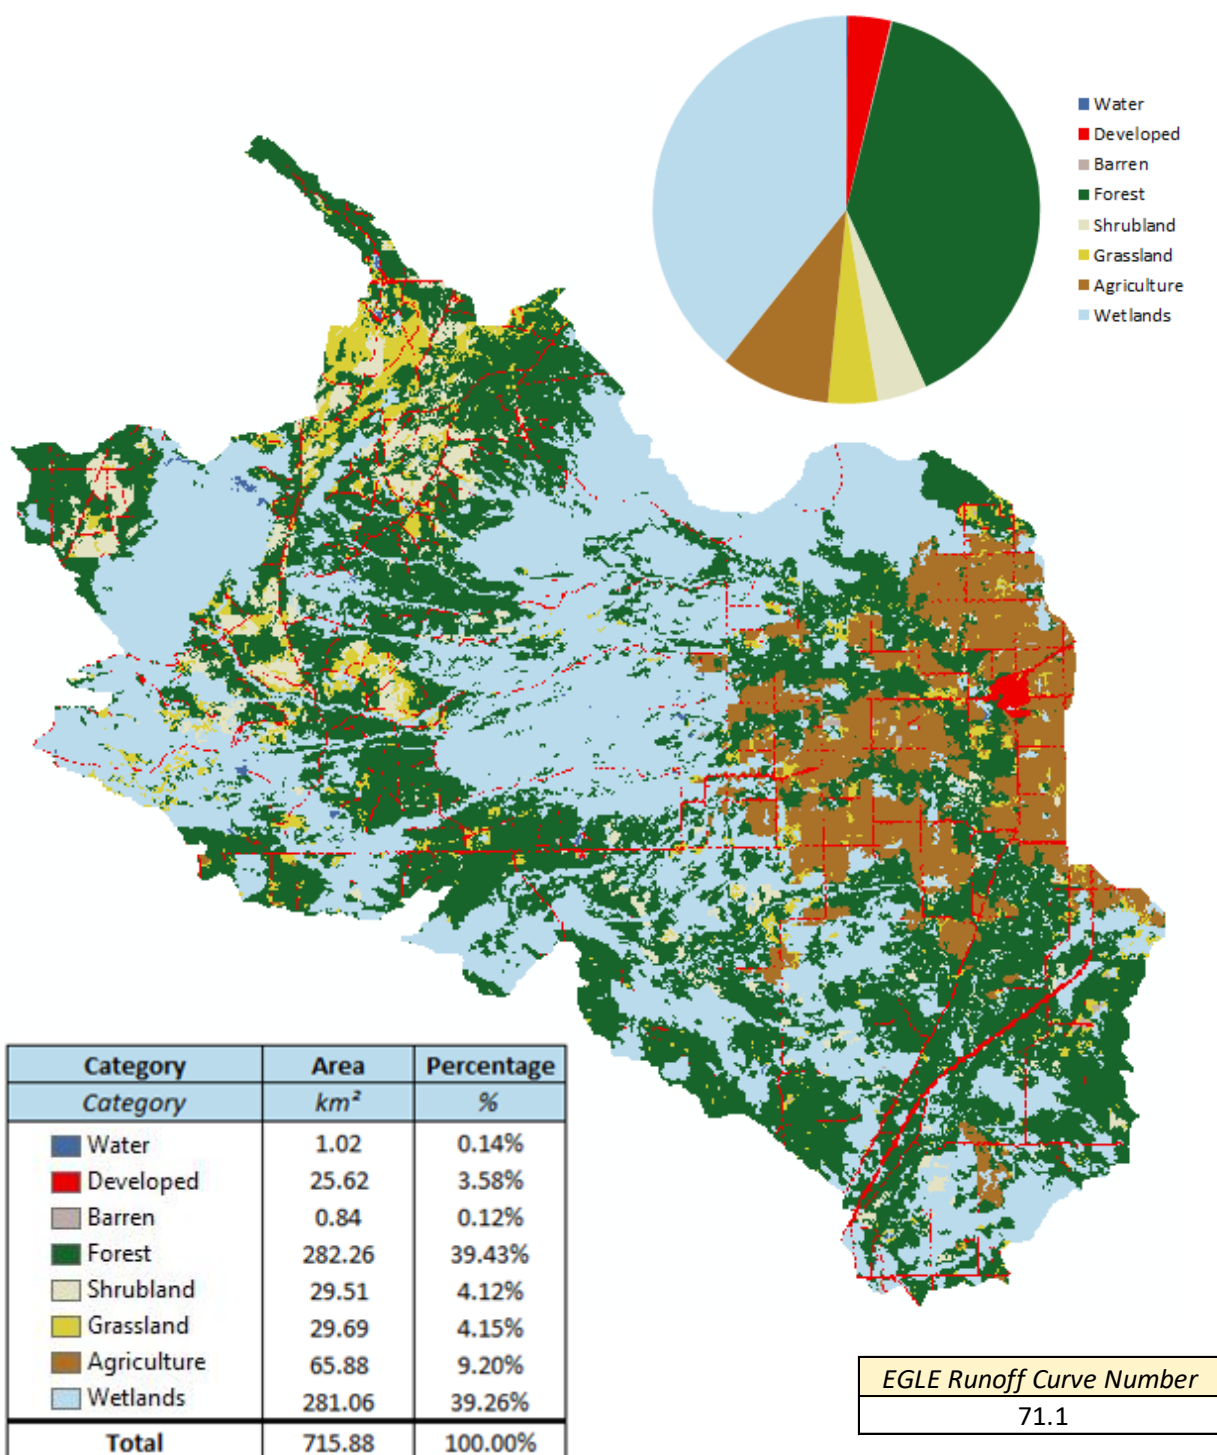 Water
Developed
Barren
Forest
Shrubland
Grassland
Agriculture
Wetlands
Category Area Percentage
Category km² %
Water 1.02 0.14%
Developed 25.62 3.58%
Barren 0.84 0.12%
Forest 282.26 39.43%
Shrubland 29.51 4.12%
Grassland 29.69 4.15%
Agriculture 65.88 9.20%
Wetlands 281.06 39.26%
Total 715.88 100.00%
EGLE Runoff Curve Number
71.1